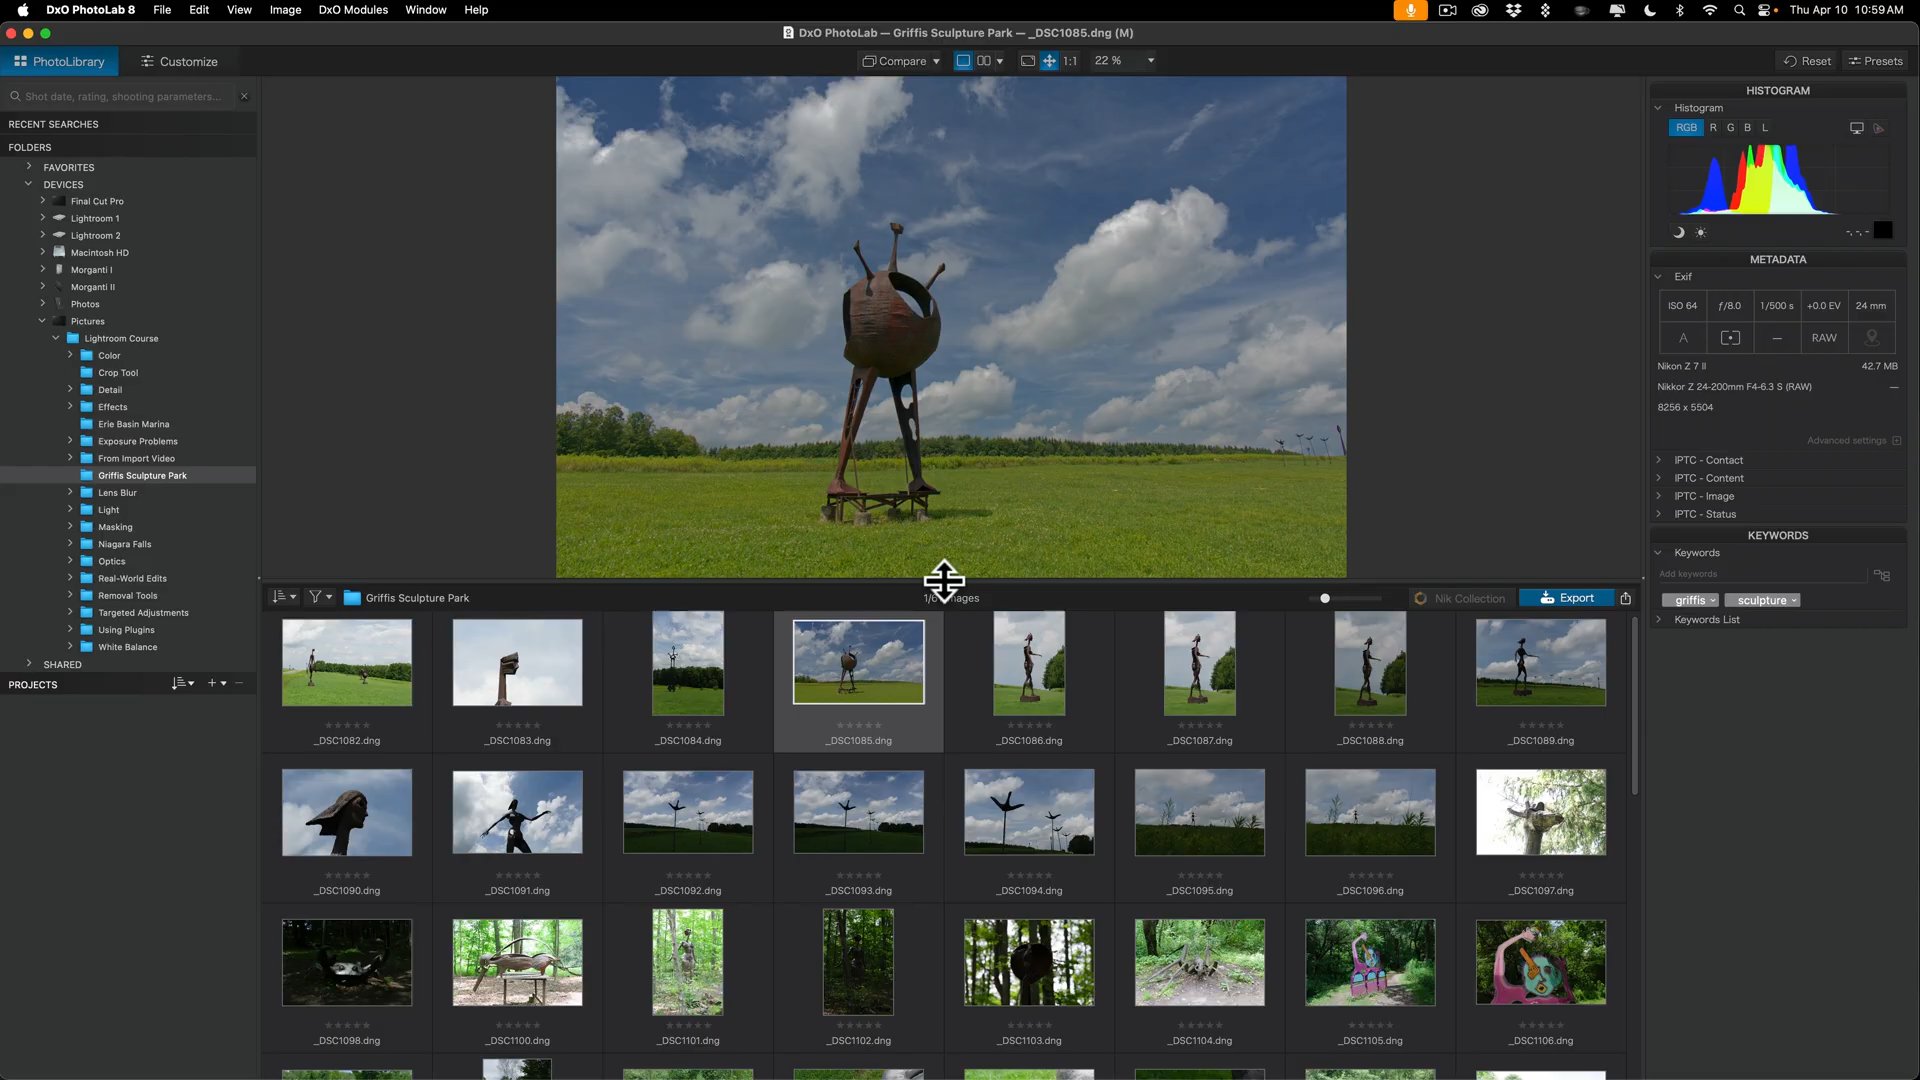 DxO PhotoLab 8 File Edit View Image DxO Modules Window Help Thu Apr 10 10:59 AM
DxO PhotoLab — Griffis Sculpture Park — _DSC1085.dng (M)
PhotoLibrary Customize Compare 1:1 22 % Reset Presets
Shot date, rating, shooting parameters...
RECENT SEARCHES
FOLDERS
FAVORITES
DEVICES
Final Cut Pro
Lightroom 1
Lightroom 2
Macintosh HD
Morganti I
Morganti II
Photos
Pictures
Lightroom Course
Color
Crop Tool
Detail
Effects
Erie Basin Marina
Exposure Problems
From Import Video
Griffis Sculpture Park
Lens Blur
Light
Masking
Niagara Falls
Optics
Real-World Edits
Removal Tools
Targeted Adjustments
Using Plugins
White Balance
SHARED
PROJECTS
HISTOGRAM
Histogram
RGB R G B L
METADATA
Exif
ISO 64 ƒ/8.0 1/500 s +0.0 EV 24 mm
A RAW
Nikon Z 7 II 42.7 MB
Nikkor Z 24-200mm F4-6.3 S (RAW) —
8256 x 5504
Advanced settings
IPTC - Contact
IPTC - Content
IPTC - Image
IPTC - Status
KEYWORDS
Keywords
Add keywords
griffis sculpture
Keywords List
Griffis Sculpture Park Nik Collection Export
_DSC1082.dng _DSC1083.dng _DSC1084.dng _DSC1085.dng _DSC1086.dng _DSC1087.dng _DSC1088.dng _DSC1089.dng
_DSC1090.dng _DSC1091.dng _DSC1092.dng _DSC1093.dng _DSC1094.dng _DSC1095.dng _DSC1096.dng _DSC1097.dng
_DSC1098.dng _DSC1100.dng _DSC1101.dng _DSC1102.dng _DSC1103.dng _DSC1104.dng _DSC1105.dng _DSC1106.dng